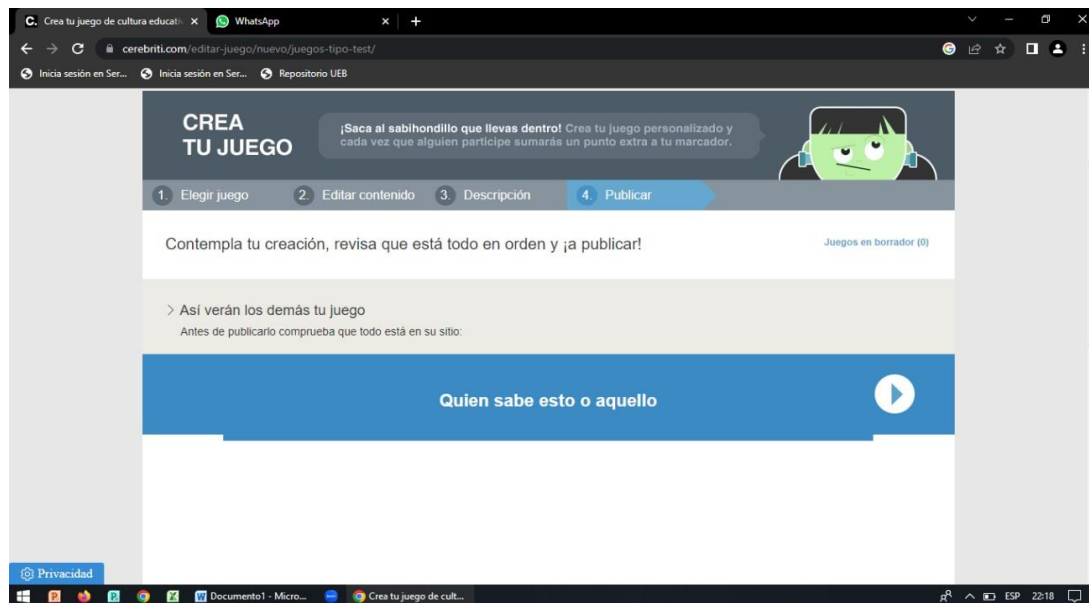 C. Crea tu juego de cultura educati
WhatsApp
cerebriti.com/editar-juego/nuevo/juegos-tipo-test/
Inicia sesión en Ser...
Inicia sesión en Ser...
Repositorio UEB
CREA
TU JUEGO
¡Saca al sabihondillo que llevas dentro! Crea tu juego personalizado y
cada vez que alguien participe sumarás un punto extra a tu marcador.
1. Elegir juego
2. Editar contenido
3. Descripción
4. Publicar
Contempla tu creación, revisa que está todo en orden y ¡a publicar!
Juegos en borrador (0)
Así verán los demás tu juego
Antes de publicarlo comprueba que todo está en su sitio:
Quien sabe esto o aquello
Privacidad
Documento1 - Micro...
Crea tu juego de cult...
ESP
22:18